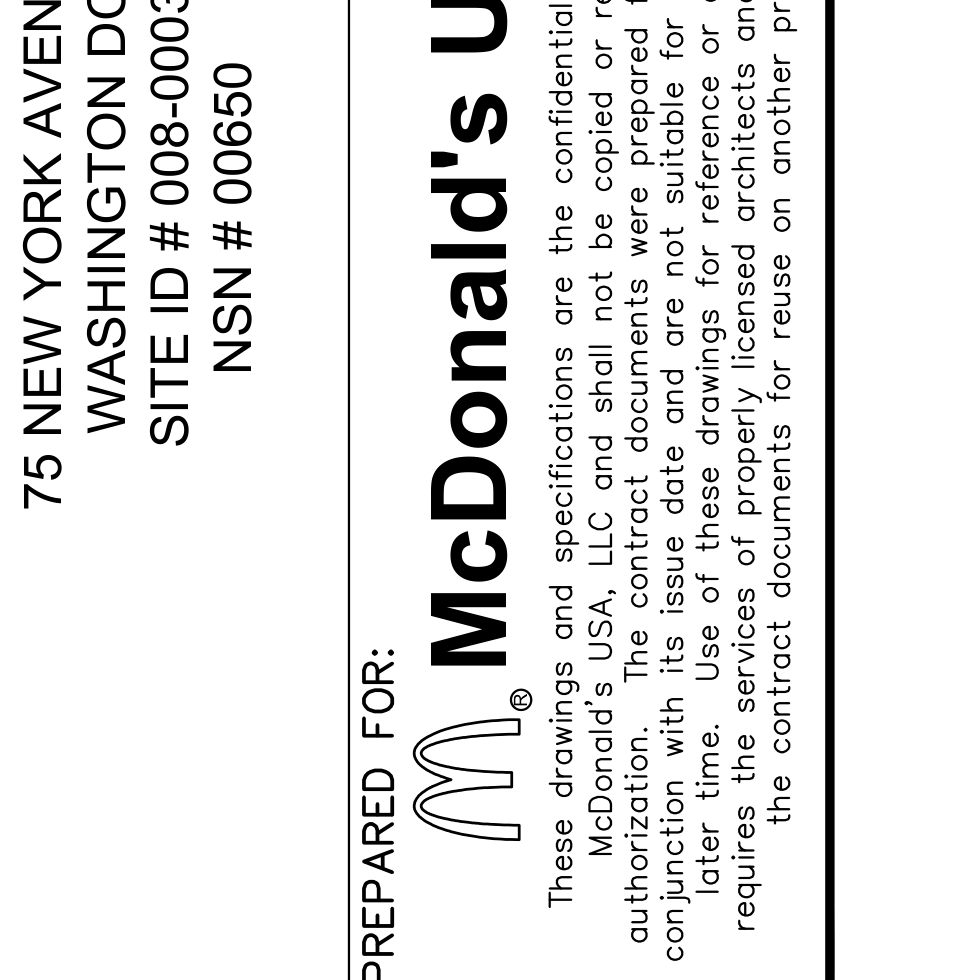 75 NEW YORK AVEN
WASHINGTON DC
SITE ID # 008-0003
NSN # 00650
PREPARED FOR:
® McDonald's U
These drawings and specifications are the confidential
McDonald's USA, LLC and shall not be copied or re
authorization. The contract documents were prepared f
conjunction with its issue date and are not suitable for
later time. Use of these drawings for reference or
requires the services of properly licensed architects and
the contract documents for reuse on another pr